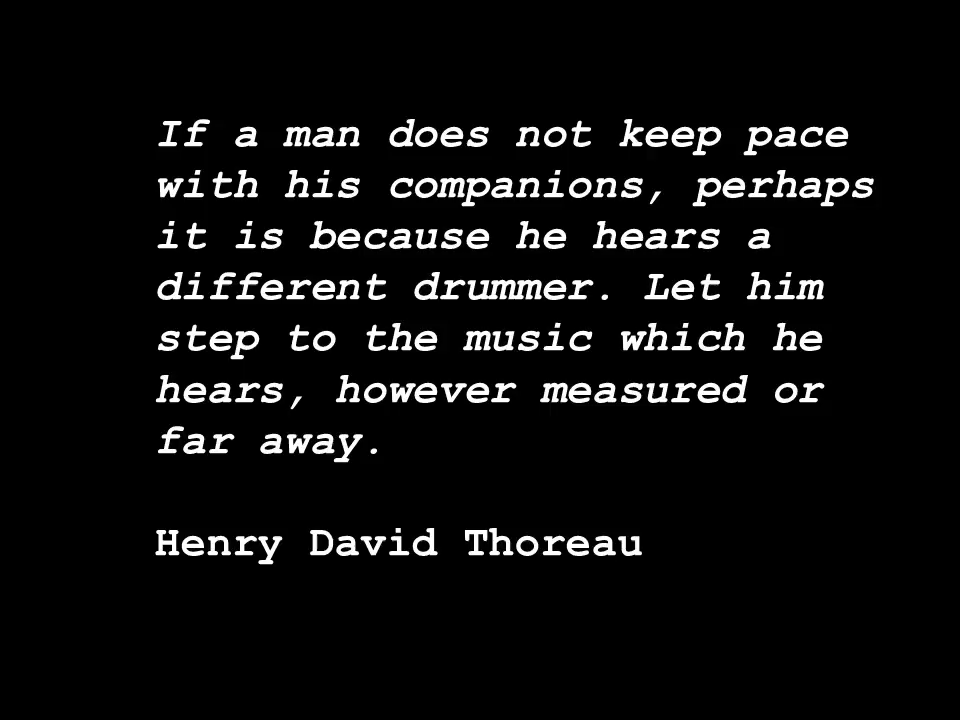 If a man does not keep pace
with his companions, perhaps
it is because he hears a
different drummer. Let him
step to the music which he
hears, however measured or
far away.
Henry David Thoreau